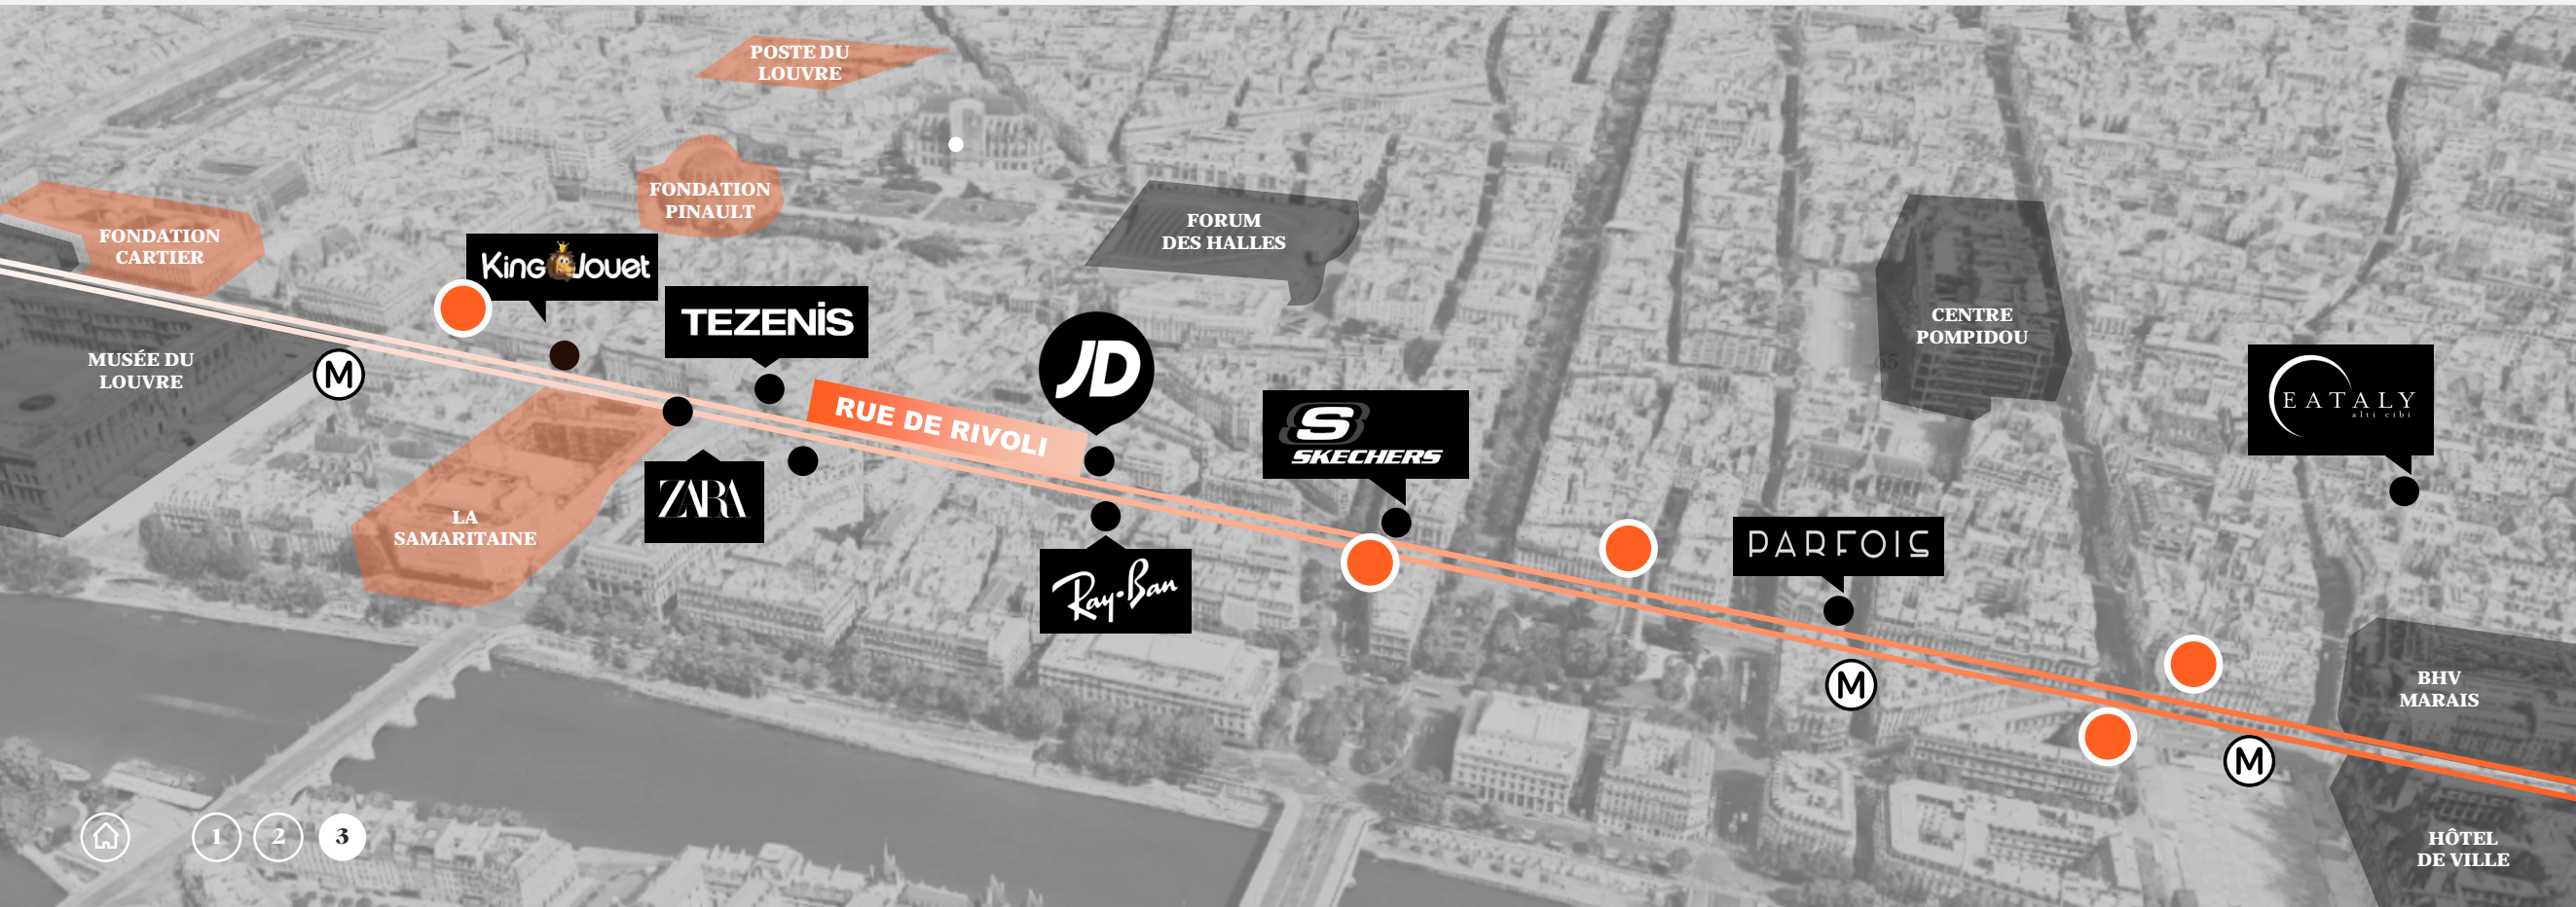 POSTE DU
LOUVRE
FONDATION
PINAULT
FONDATION
CARTIER
FORUM
DES HALLES
King Jouet
TEZENIS
MUSÉE DU
LOUVRE
M
CENTRE
POMPIDOU
65
JD
EATALY
alti cibi
RUE DE RIVOLI
S
SKECHERS
ZARA
LA
SAMARITAINE
Ray-Ban
PARFOIS
M
BHV
MARAIS
M
1 2 3
HÔTEL
DE VILLE